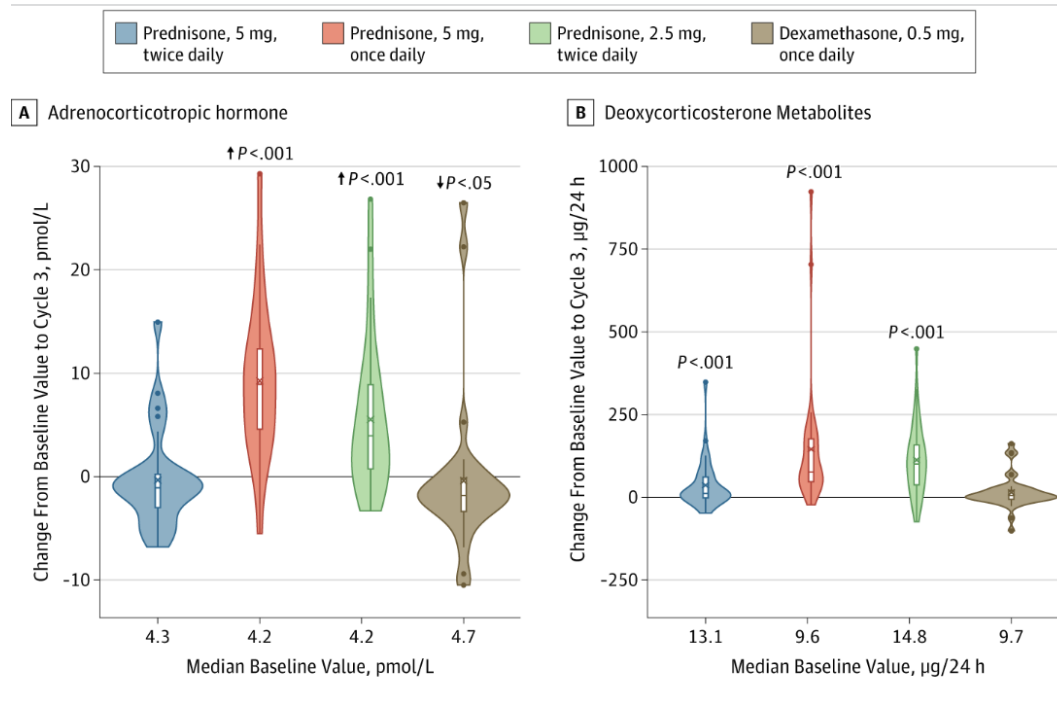 Prednisone, 5 mg, twice daily
Prednisone, 5 mg, once daily
Prednisone, 2.5 mg, twice daily
Dexamethasone, 0.5 mg, once daily
A Adrenocorticotropic hormone
Change From Baseline Value to Cycle 3, pmol/L
30
20
10
0
-10
↑P<.001
↑P<.001
↓P<.05
4.3 4.2 4.2 4.7
Median Baseline Value, pmol/L
B Deoxycorticosterone Metabolites
Change From Baseline Value to Cycle 3, µg/24 h
1000
750
500
250
0
-250
P<.001
P<.001
P<.001
13.1 9.6 14.8 9.7
Median Baseline Value, µg/24 h